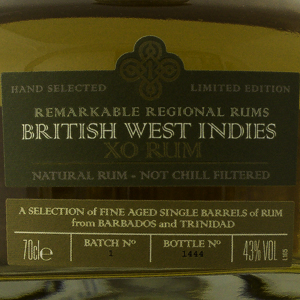 HAND SELECTED LIMITED EDITION
REMARKABLE REGIONAL RUMS
BRITISH WEST INDIES
XO RUM
NATURAL RUM - NOT CHILL FILTERED
A SELECTION of FINE AGED SINGLE BARRELS of RUM
from BARBADOS and TRINIDAD
70cl e BATCH Nº 1 BOTTLE Nº 1444 43% VOL